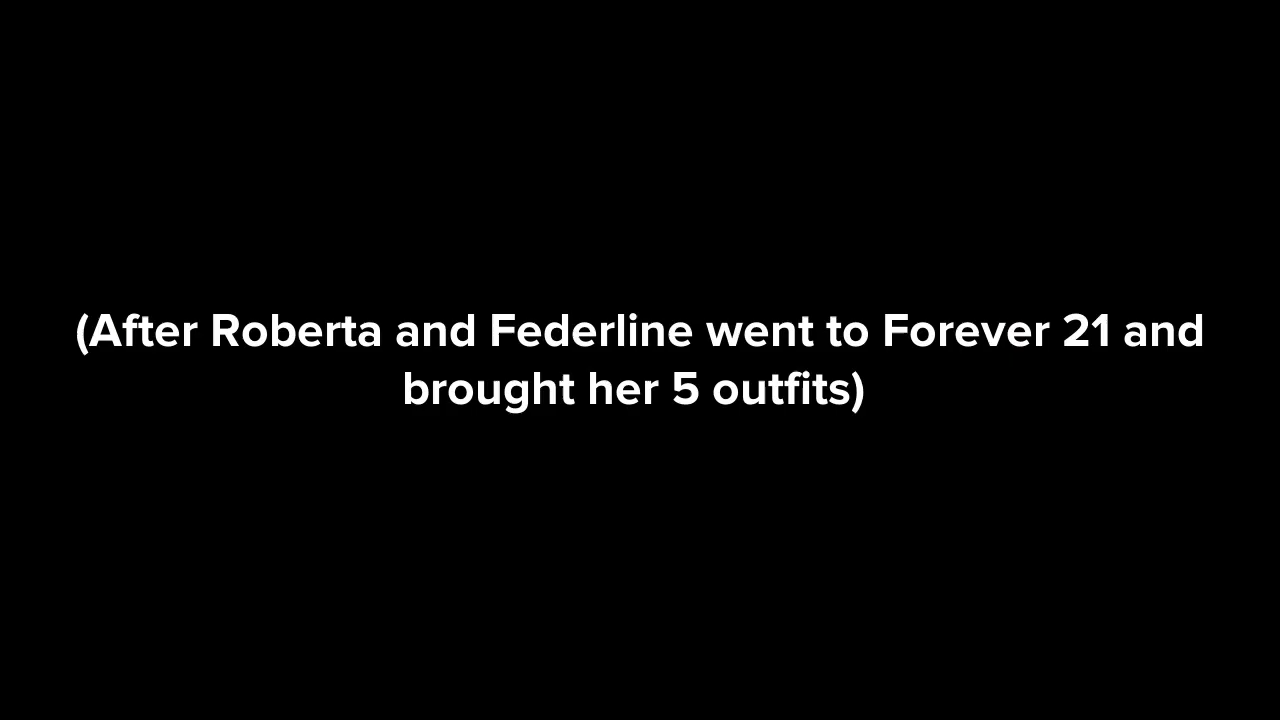 (After Roberta and Federline went to Forever 21 and
brought her 5 outfits)